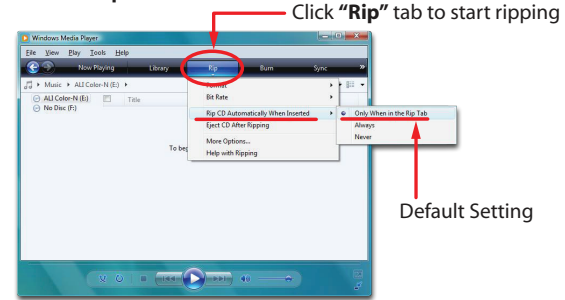 Click “Rip” tab to start ripping
Windows Media Player
File View Play Tools Help
Now Playing Library Rip Burn Sync »
Music ▸ ALI Color-N (E:) ▸
ALI Color-N (E:) Title
No Disc (F:)
Format
Bit Rate
Rip CD Automatically When Inserted
Only When in the Rip Tab
Always
Never
Eject CD After Ripping
More Options...
Help with Ripping
To beg
Default Setting